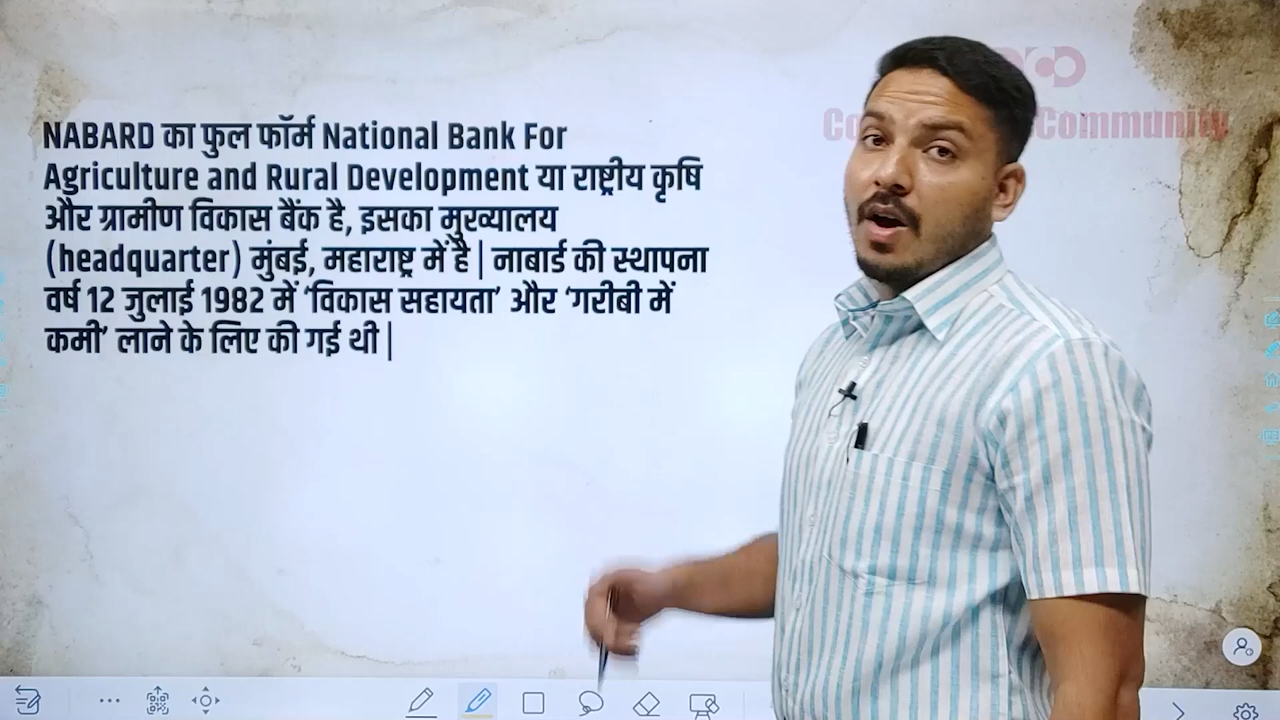 NABARD का फुल फॉर्म National Bank For
Agriculture and Rural Development या राष्ट्रीय कृषि
और ग्रामीण विकास बैंक है, इसका मुख्यालय
(headquarter) मुंबई, महाराष्ट्र में है | नाबार्ड की स्थापना
वर्ष 12 जुलाई 1982 में ‘विकास सहायता’ और ‘गरीबी में
कमी’ लाने के लिए की गई थी |
Community